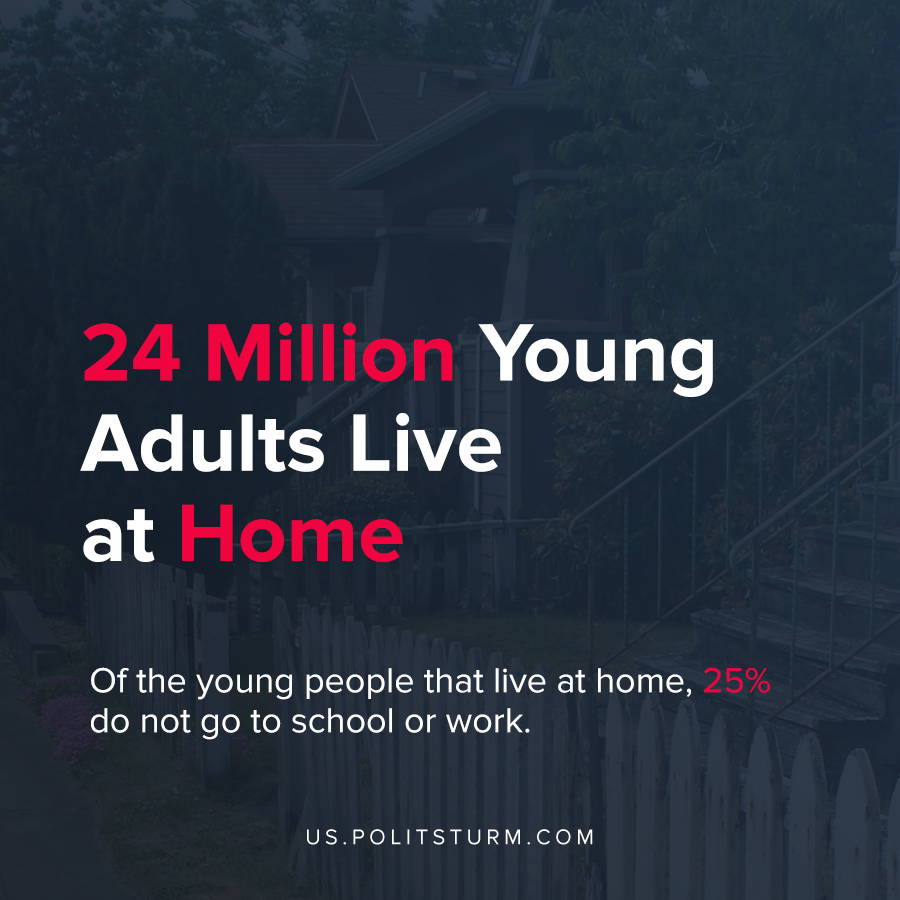 24 Million Young
Adults Live
at Home
Of the young people that live at home, 25%
do not go to school or work.
US.POLITSTURM.COM